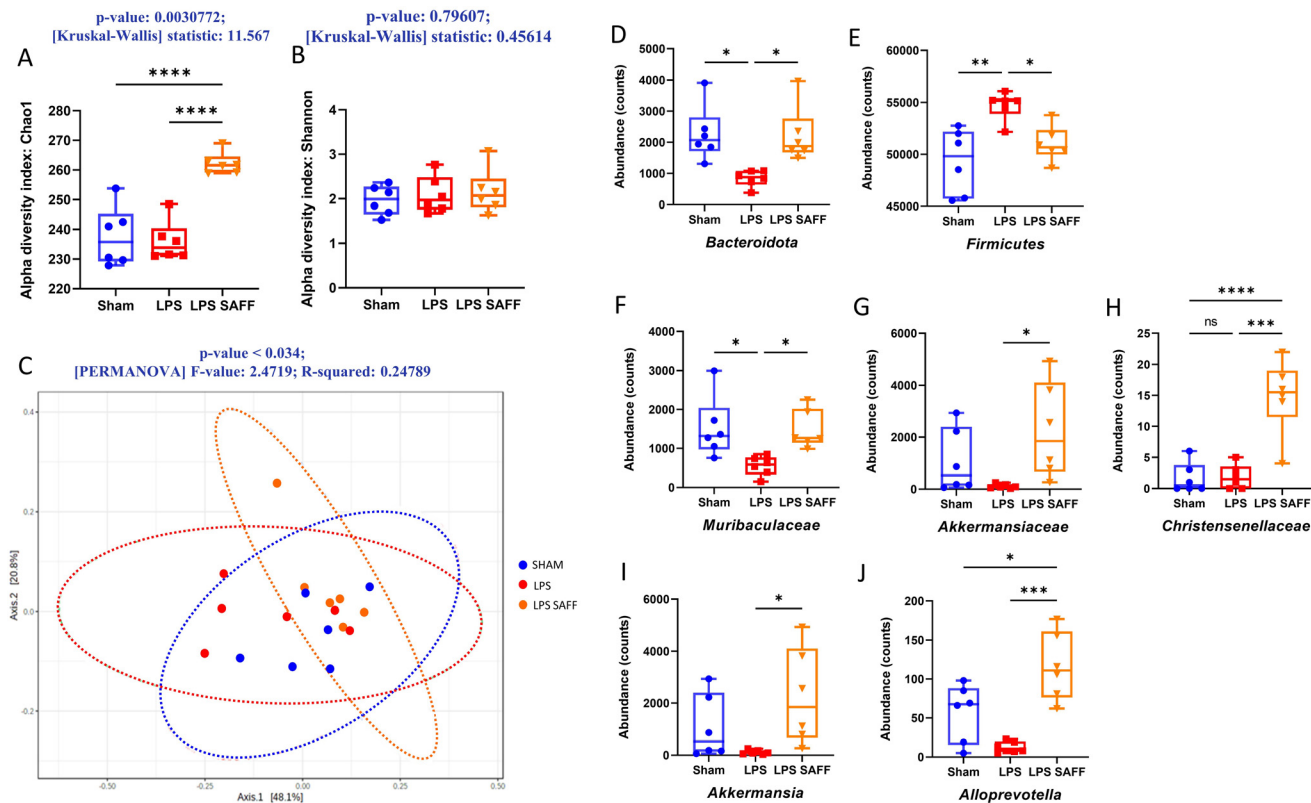 p-value: 0.0030772;
[Kruskal-Wallis] statistic: 11.567
A
****
****
Alpha diversity index: Chao1
280
270
260
250
240
230
220
Sham
LPS
LPS SAFF
p-value: 0.79607;
[Kruskal-Wallis] statistic: 0.45614
B
Alpha diversity index: Shannon
4
3
2
1
0
Sham
LPS
LPS SAFF
C
p-value < 0.034;
[PERMANOVA] F-value: 2.4719; R-squared: 0.24789
Axis.2 [20.8%]
0.4
0.2
0.0
-0.2
-0.50
-0.25
0.00
0.25
0.50
Axis.1 [48.1%]
SHAM
LPS
LPS SAFF
D
*
*
Abundance (counts)
5000
4000
3000
2000
1000
0
Sham
LPS
LPS SAFF
Bacteroidota
E
**
*
Abundance (counts)
60000
55000
50000
45000
Sham
LPS
LPS SAFF
Firmicutes
F
*
*
Abundance (counts)
4000
3000
2000
1000
0
Sham
LPS
LPS SAFF
Muribaculaceae
G
*
Abundance (counts)
6000
4000
2000
0
Sham
LPS
LPS SAFF
Akkermansiaceae
H
****
ns
***
Abundance (counts)
25
20
15
10
5
0
Sham
LPS
LPS SAFF
Christensenellaceae
I
*
Abundance (counts)
6000
4000
2000
0
Sham
LPS
LPS SAFF
Akkermansia
J
*
***
Abundance (counts)
200
150
100
50
0
Sham
LPS
LPS SAFF
Alloprevotella